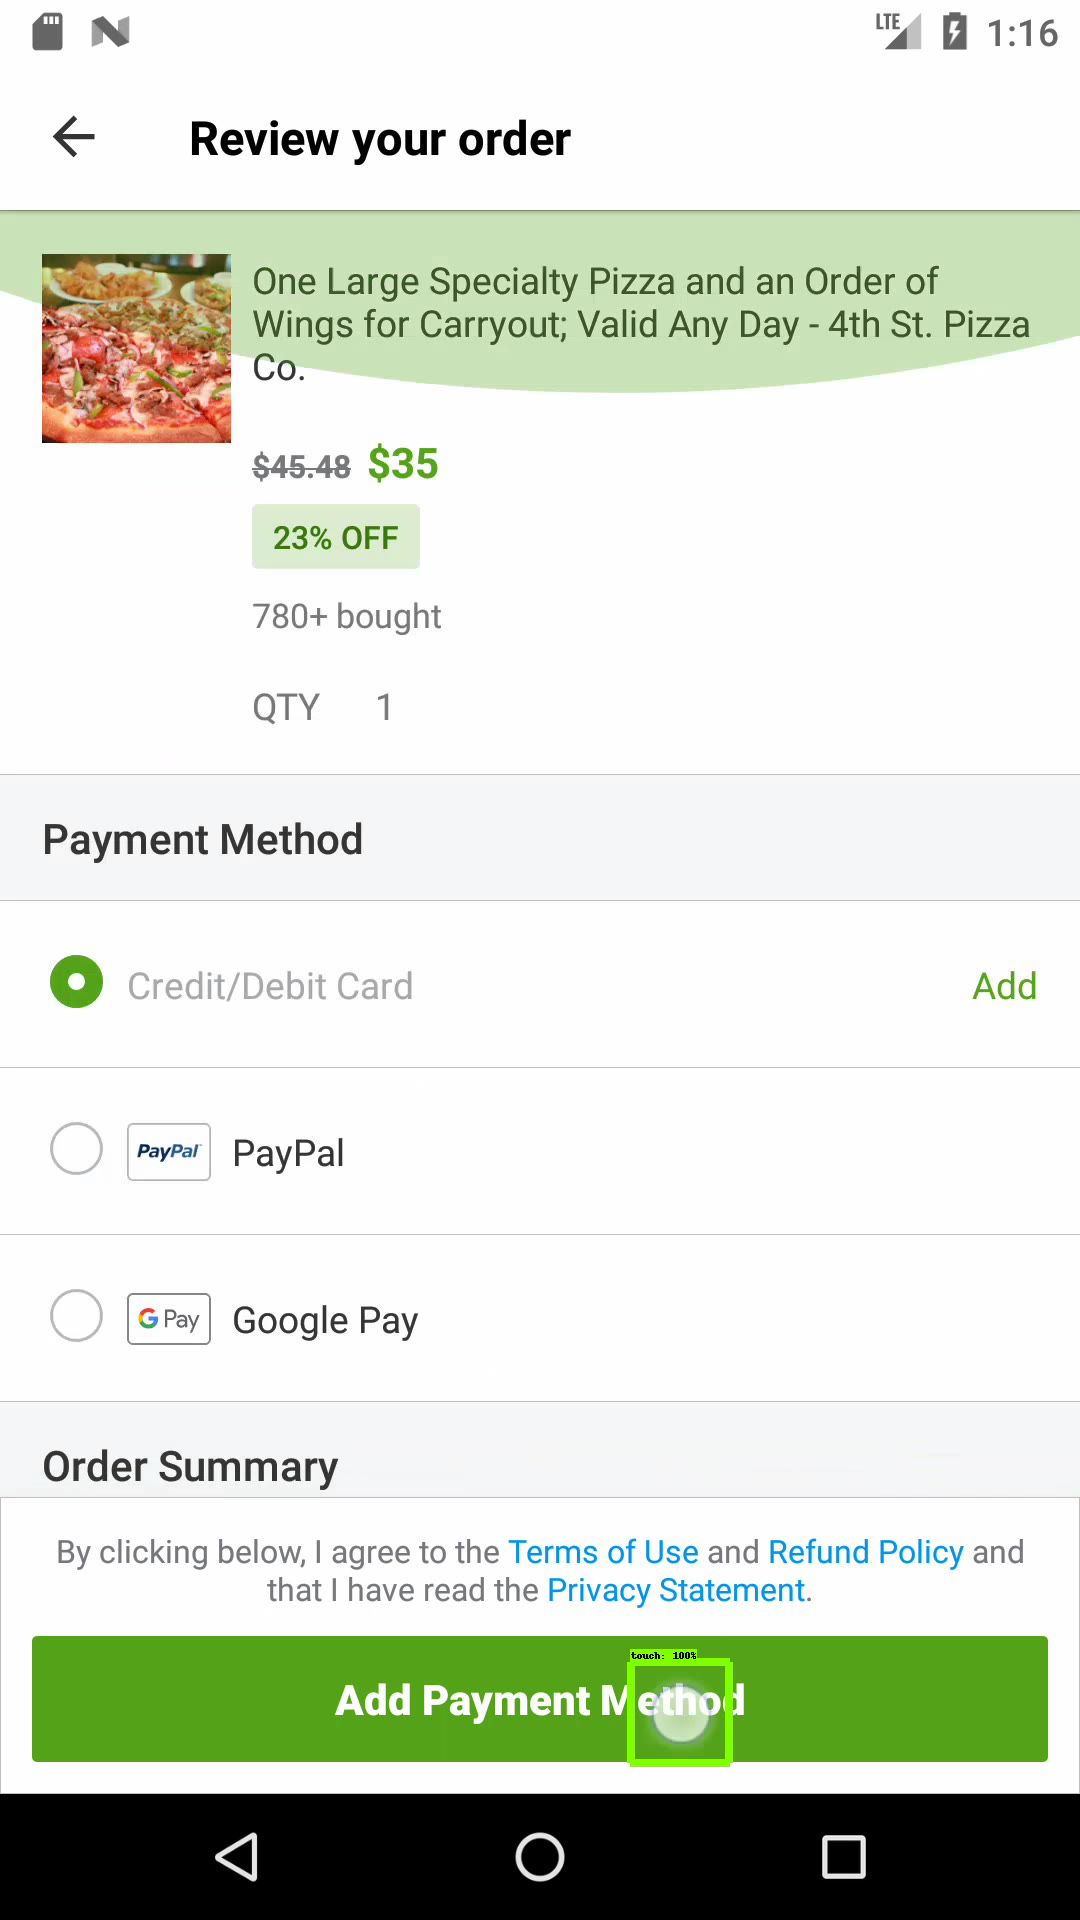 LTE 1:16
Review your order
One Large Specialty Pizza and an Order of
Wings for Carryout; Valid Any Day - 4th St. Pizza
Co.
$45.48 $35
23% OFF
780+ bought
QTY 1
Payment Method
Credit/Debit Card Add
PayPal PayPal
G Pay Google Pay
Order Summary
By clicking below, I agree to the Terms of Use and Refund Policy and
that I have read the Privacy Statement.
touch: 100%
Add Payment Method